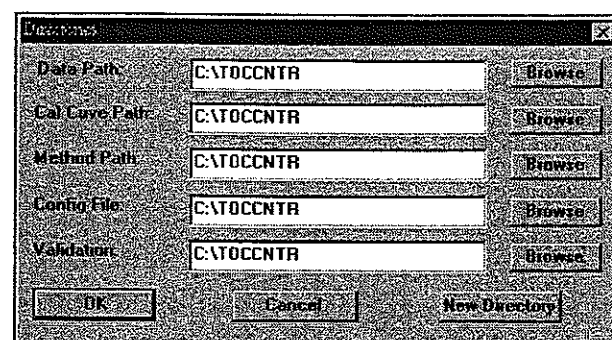 Directories
Data Path: C:\TOCCNTR Browse
Cal Cuve Path: C:\TOCCNTR Browse
Method Path: C:\TOCCNTR Browse
Config File: C:\TOCCNTR Browse
Validation: C:\TOCCNTR Browse
OK Cancel New Directory